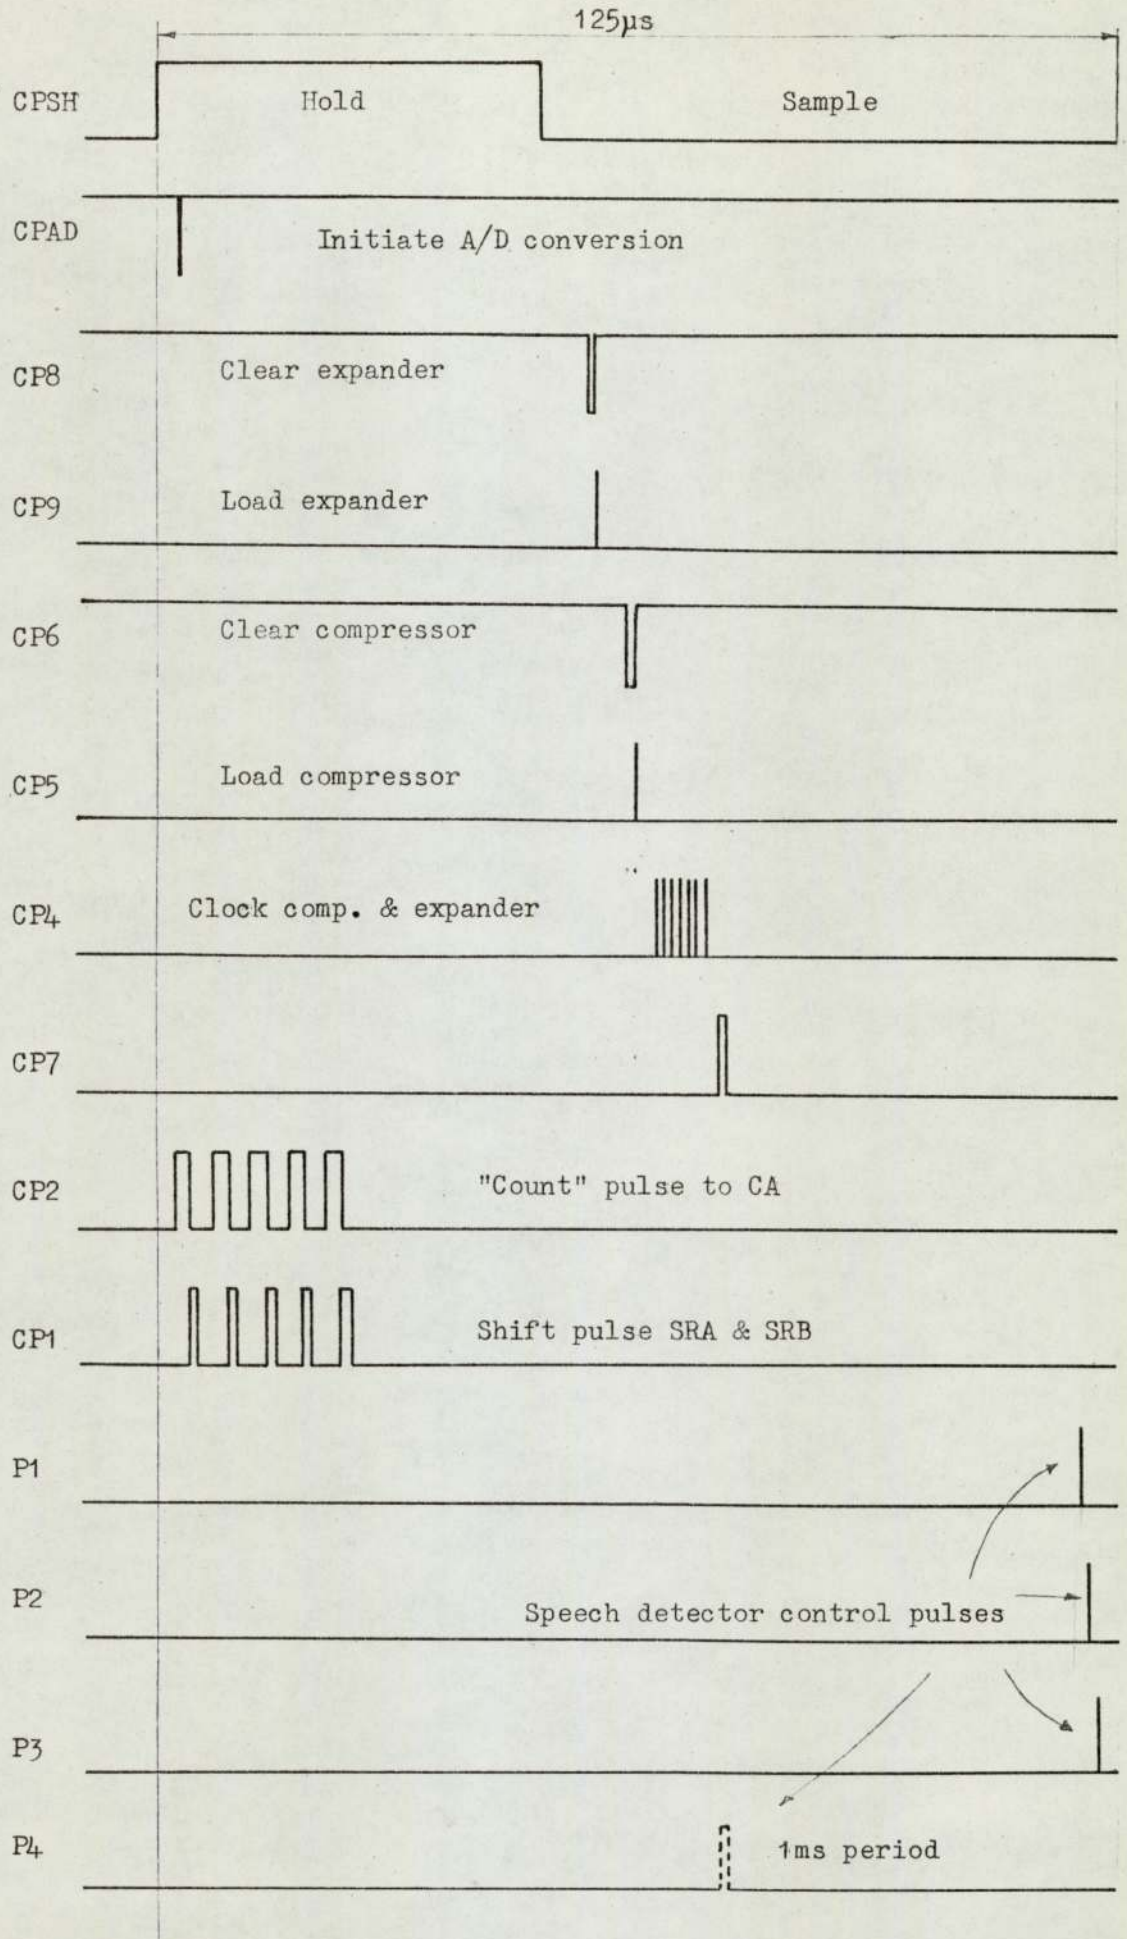 125µs
CPSH Hold Sample
CPAD Initiate A/D conversion
CP8 Clear expander
CP9 Load expander
CP6 Clear compressor
CP5 Load compressor
CP4 Clock comp. & expander
CP7
CP2 "Count" pulse to CA
CP1 Shift pulse SRA & SRB
P1
P2 Speech detector control pulses
P3
P4 1ms period